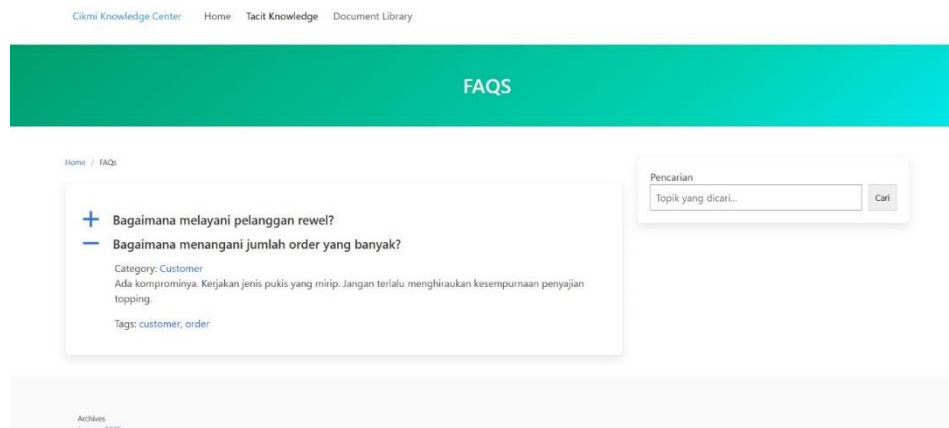 Cikmi Knowledge Center Home Tacit Knowledge Document Library
FAQS
Home / FAQs
Bagaimana melayani pelanggan rewel?
Bagaimana menangani jumlah order yang banyak?
Category: Customer
Ada komprominya. Kerjakan jenis pukis yang mirip. Jangan terlalu menghiraukan kesempurnaan penyajian
topping.
Tags: customer, order
Pencarian
Topik yang dicari... Cari
Archives